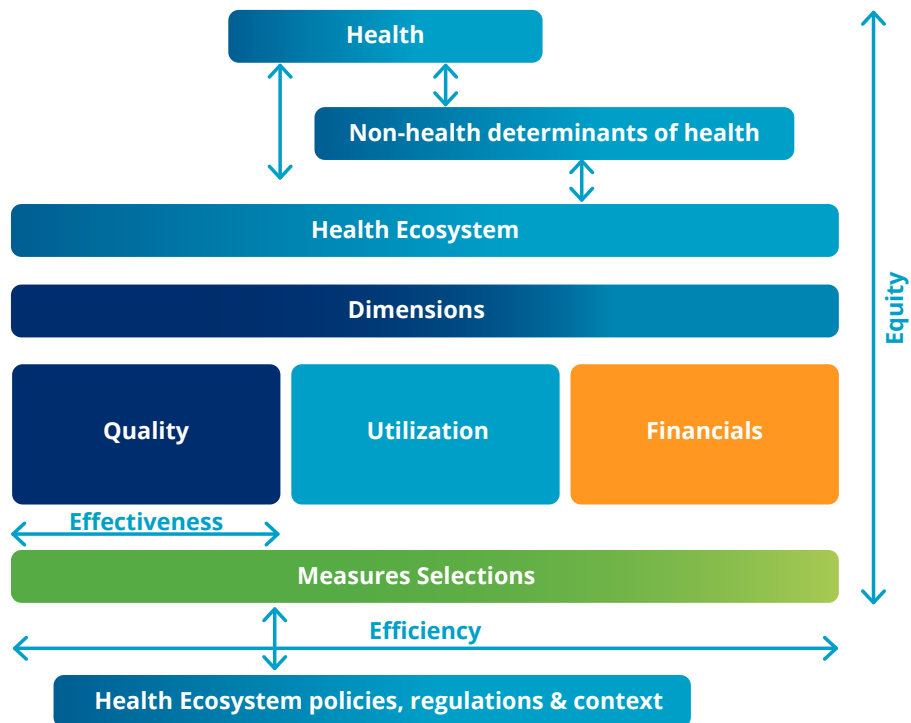 Health
Non-health determinants of health
Health Ecosystem
Dimensions
Quality
Utilization
Financials
Effectiveness
Measures Selections
Efficiency
Health Ecosystem policies, regulations & context
Equity